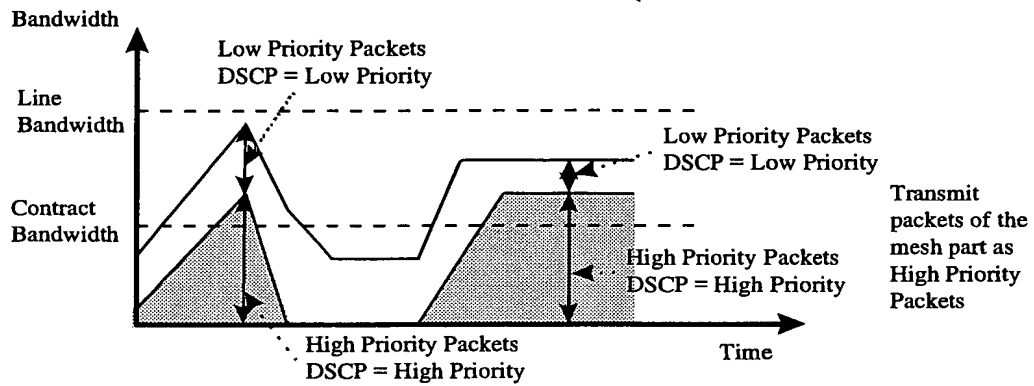 Bandwidth
Low Priority Packets
DSCP = Low Priority
Line
Bandwidth
Low Priority Packets
DSCP = Low Priority
Contract
Bandwidth
Transmit
packets of the
mesh part as
High Priority
Packets
High Priority Packets
DSCP = High Priority
High Priority Packets
DSCP = High Priority
Time